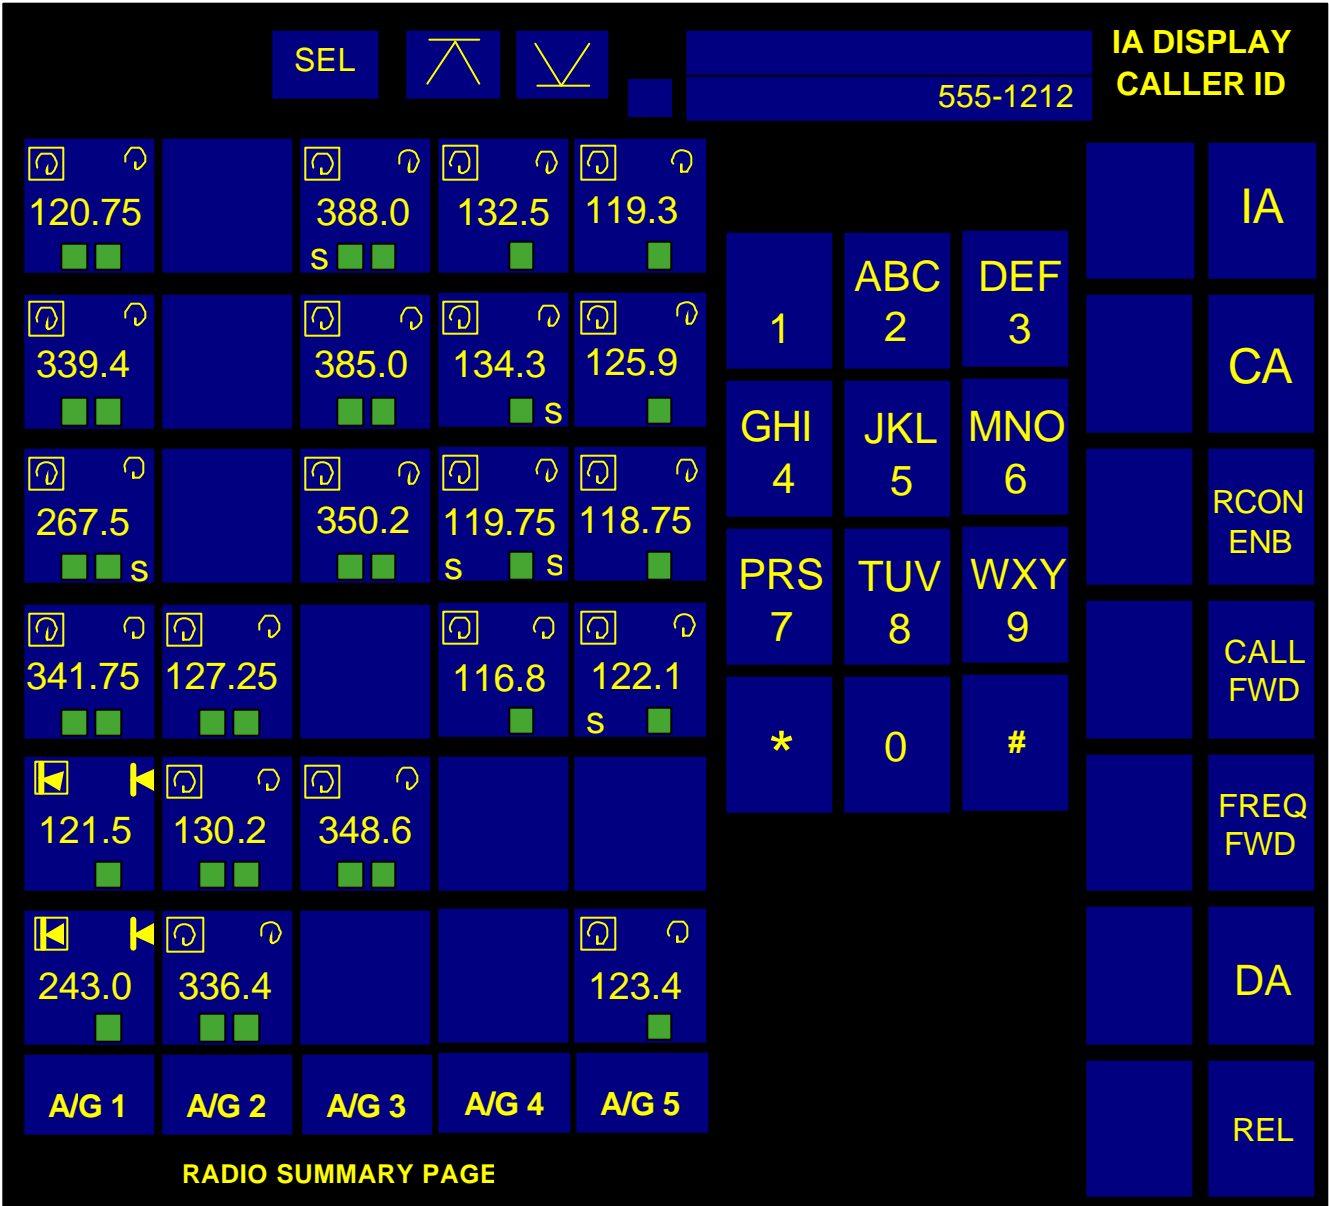 SEL
IA DISPLAY
CALLER ID
555-1212
120.75
388.0
s
132.5
119.3
339.4
385.0
134.3
s
125.9
267.5
s
350.2
119.75
s s
118.75
341.75
127.25
116.8
122.1
s
121.5
130.2
348.6
243.0
336.4
123.4
A/G 1
A/G 2
A/G 3
A/G 4
A/G 5
RADIO SUMMARY PAGE
1
ABC
2
DEF
3
GHI
4
JKL
5
MNO
6
PRS
7
TUV
8
WXY
9
*
0
#
IA
CA
RCON
ENB
CALL
FWD
FREQ
FWD
DA
REL